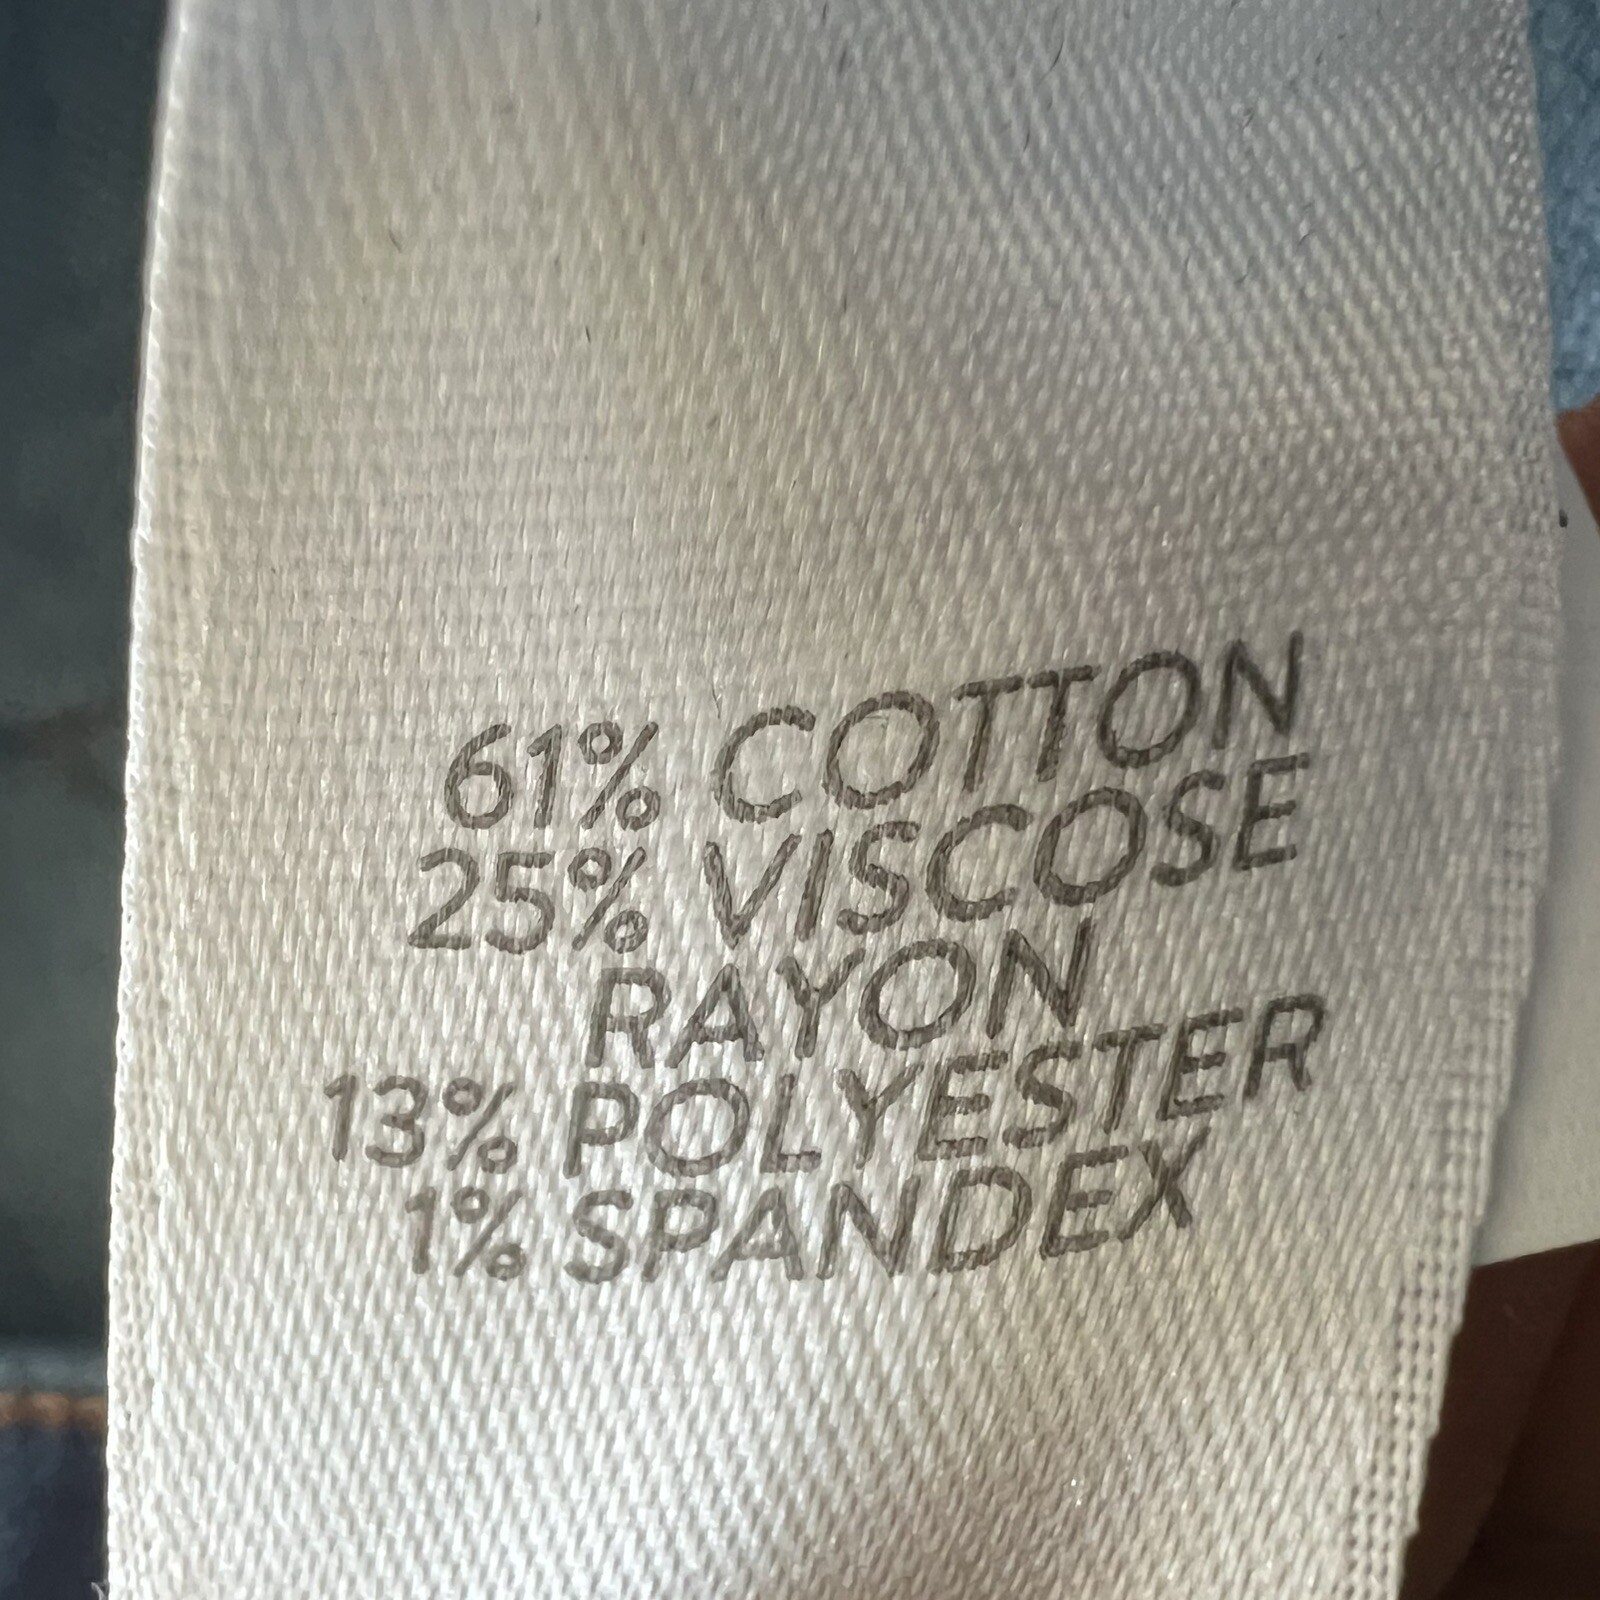 61% COTTON
25% VISCOSE
RAYON
13% POLYESTER
1% SPANDEX